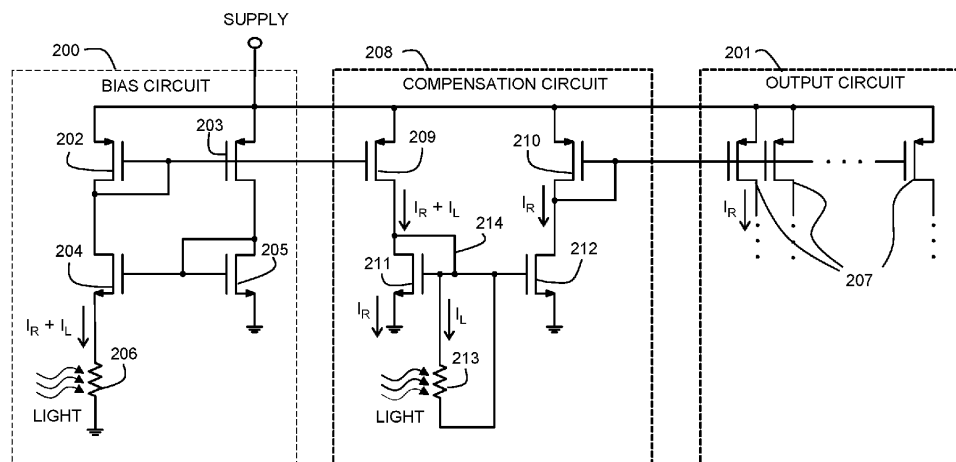 SUPPLY
200
208
201
BIAS CIRCUIT
COMPENSATION CIRCUIT
OUTPUT CIRCUIT
202
203
209
210
I_R + I_L
I_R
I_R
214
204
205
211
212
207
I_R + I_L
I_R
I_L
206
213
LIGHT
LIGHT